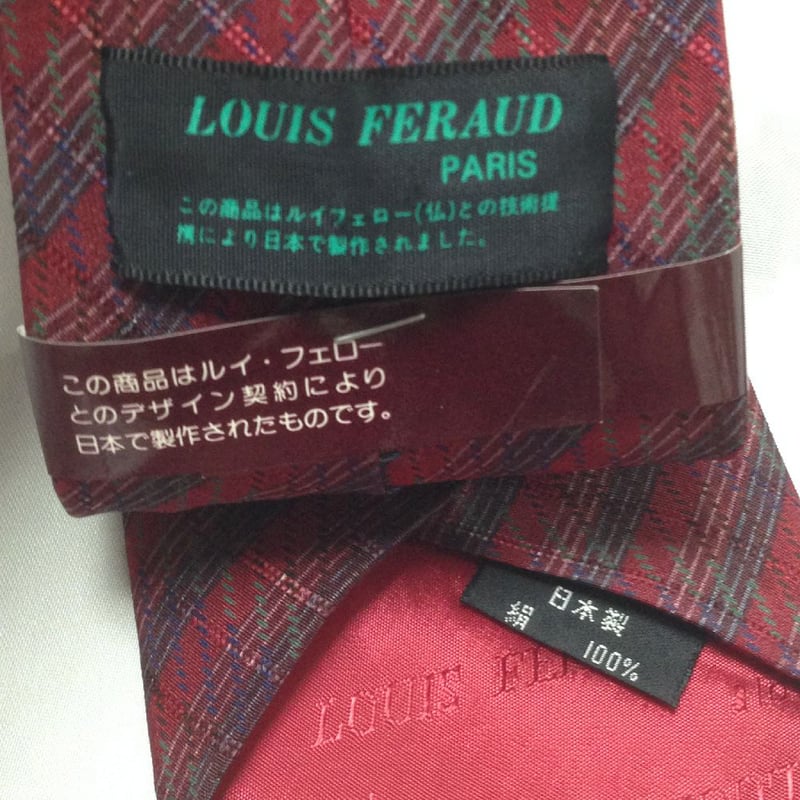 LOUIS FERAUD
PARIS
この商品はルイフェロー(仏)との技術提
携により日本で製作されました。
この商品はルイ・フェロー
とのデザイン契約により
日本で製作されたものです。
日本製
絹 100%
LOUIS FE